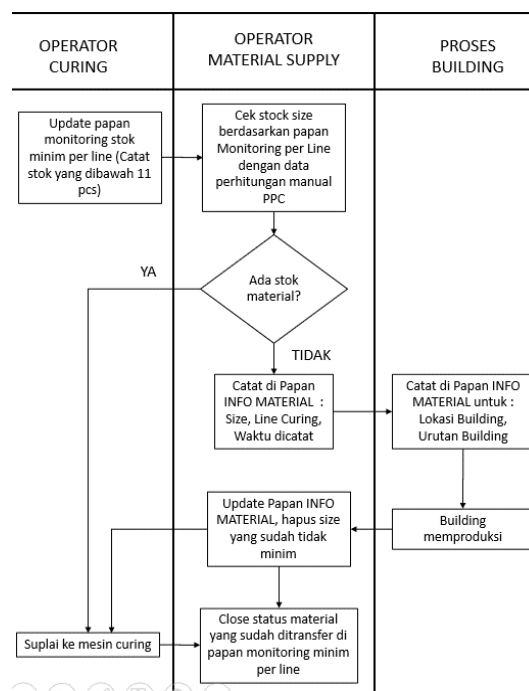 OPERATOR
CURING
OPERATOR
MATERIAL SUPPLY
PROSES
BUILDING
Update papan
monitoring stok
minim per line (Catat
stok yang dibawah 11
pcs)
Cek stock size
berdasarkan papan
Monitoring per Line
dengan data
perhitungan manual
PPC
YA
Ada stok
material?
TIDAK
Catat di Papan
INFO MATERIAL :
Size, Line Curing,
Waktu dicatat
Catat di Papan INFO
MATERIAL untuk :
Lokasi Building,
Urutan Building
Update Papan INFO
MATERIAL, hapus size
yang sudah tidak
minim
Building
memproduksi
Suplai ke mesin curing
Close status material
yang sudah ditransfer di
papan monitoring minim
per line